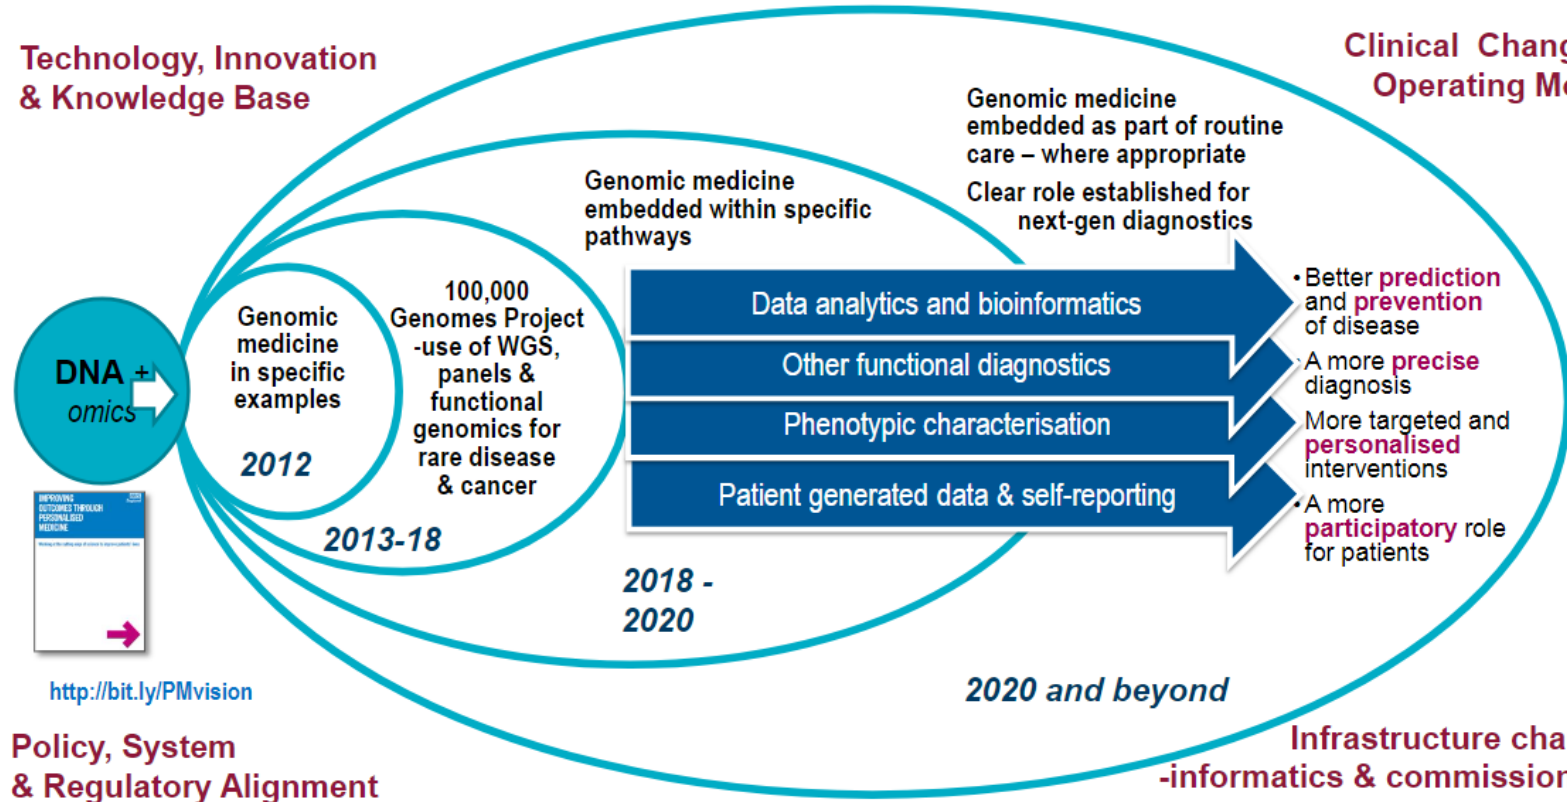 Technology, Innovation
& Knowledge Base
Clinical
Operating
Genomic medicine
embedded as part of routine
care – where appropriate
Clear role established for
next-gen diagnostics
Genomic medicine
embedded within specific
pathways
100,000
Genomes Project
-use of WGS,
panels &
functional
genomics for
rare disease
& cancer
Genomic
medicine
in specific
examples
DNA +
omics
2012
2013-18
2018 -
2020
2020 and beyond
Data analytics and bioinformatics
Other functional diagnostics
Phenotypic characterisation
Patient generated data & self-reporting
•Better prediction
and prevention
of disease
•A more precise
diagnosis
More targeted and
personalised
interventions
•A more
participatory role
for patients
IMPROVING
OUTCOMES THROUGH
PERSONALISED
MEDICINE
http://bit.ly/PMvision
Policy, System
& Regulatory Alignment
Infrastructure
-informatics &